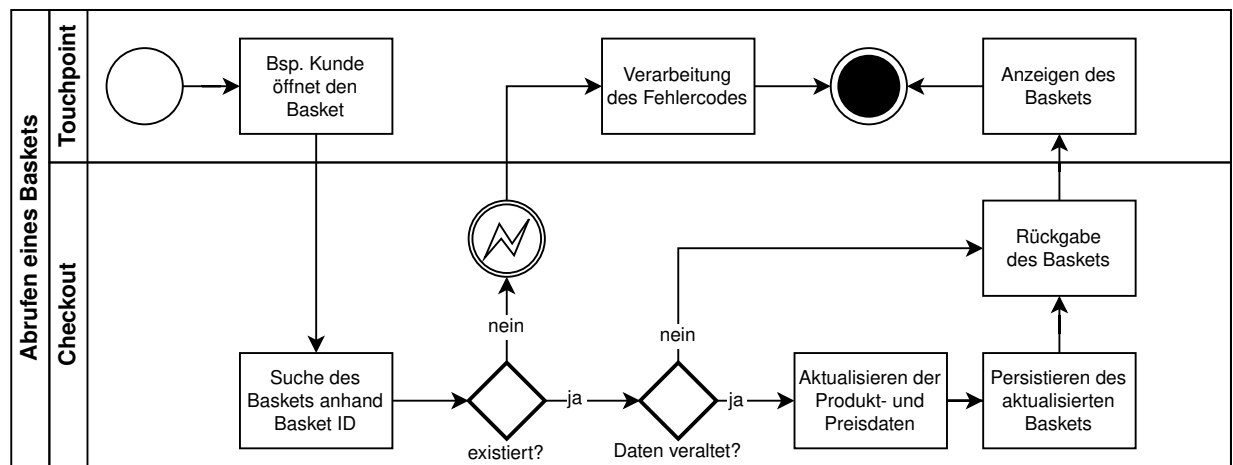 Abrufen eines Baskets
Touchpoint
Bsp. Kunde
öffnet den
Basket
Verarbeitung
des Fehlercodes
Anzeigen des
Baskets
Checkout
Suche des
Baskets anhand
Basket ID
nein
existiert?
ja
nein
Daten veraltet?
ja
Aktualisieren der
Produkt- und
Preisdaten
Persistieren des
aktualisierten
Baskets
Rückgabe
des Baskets